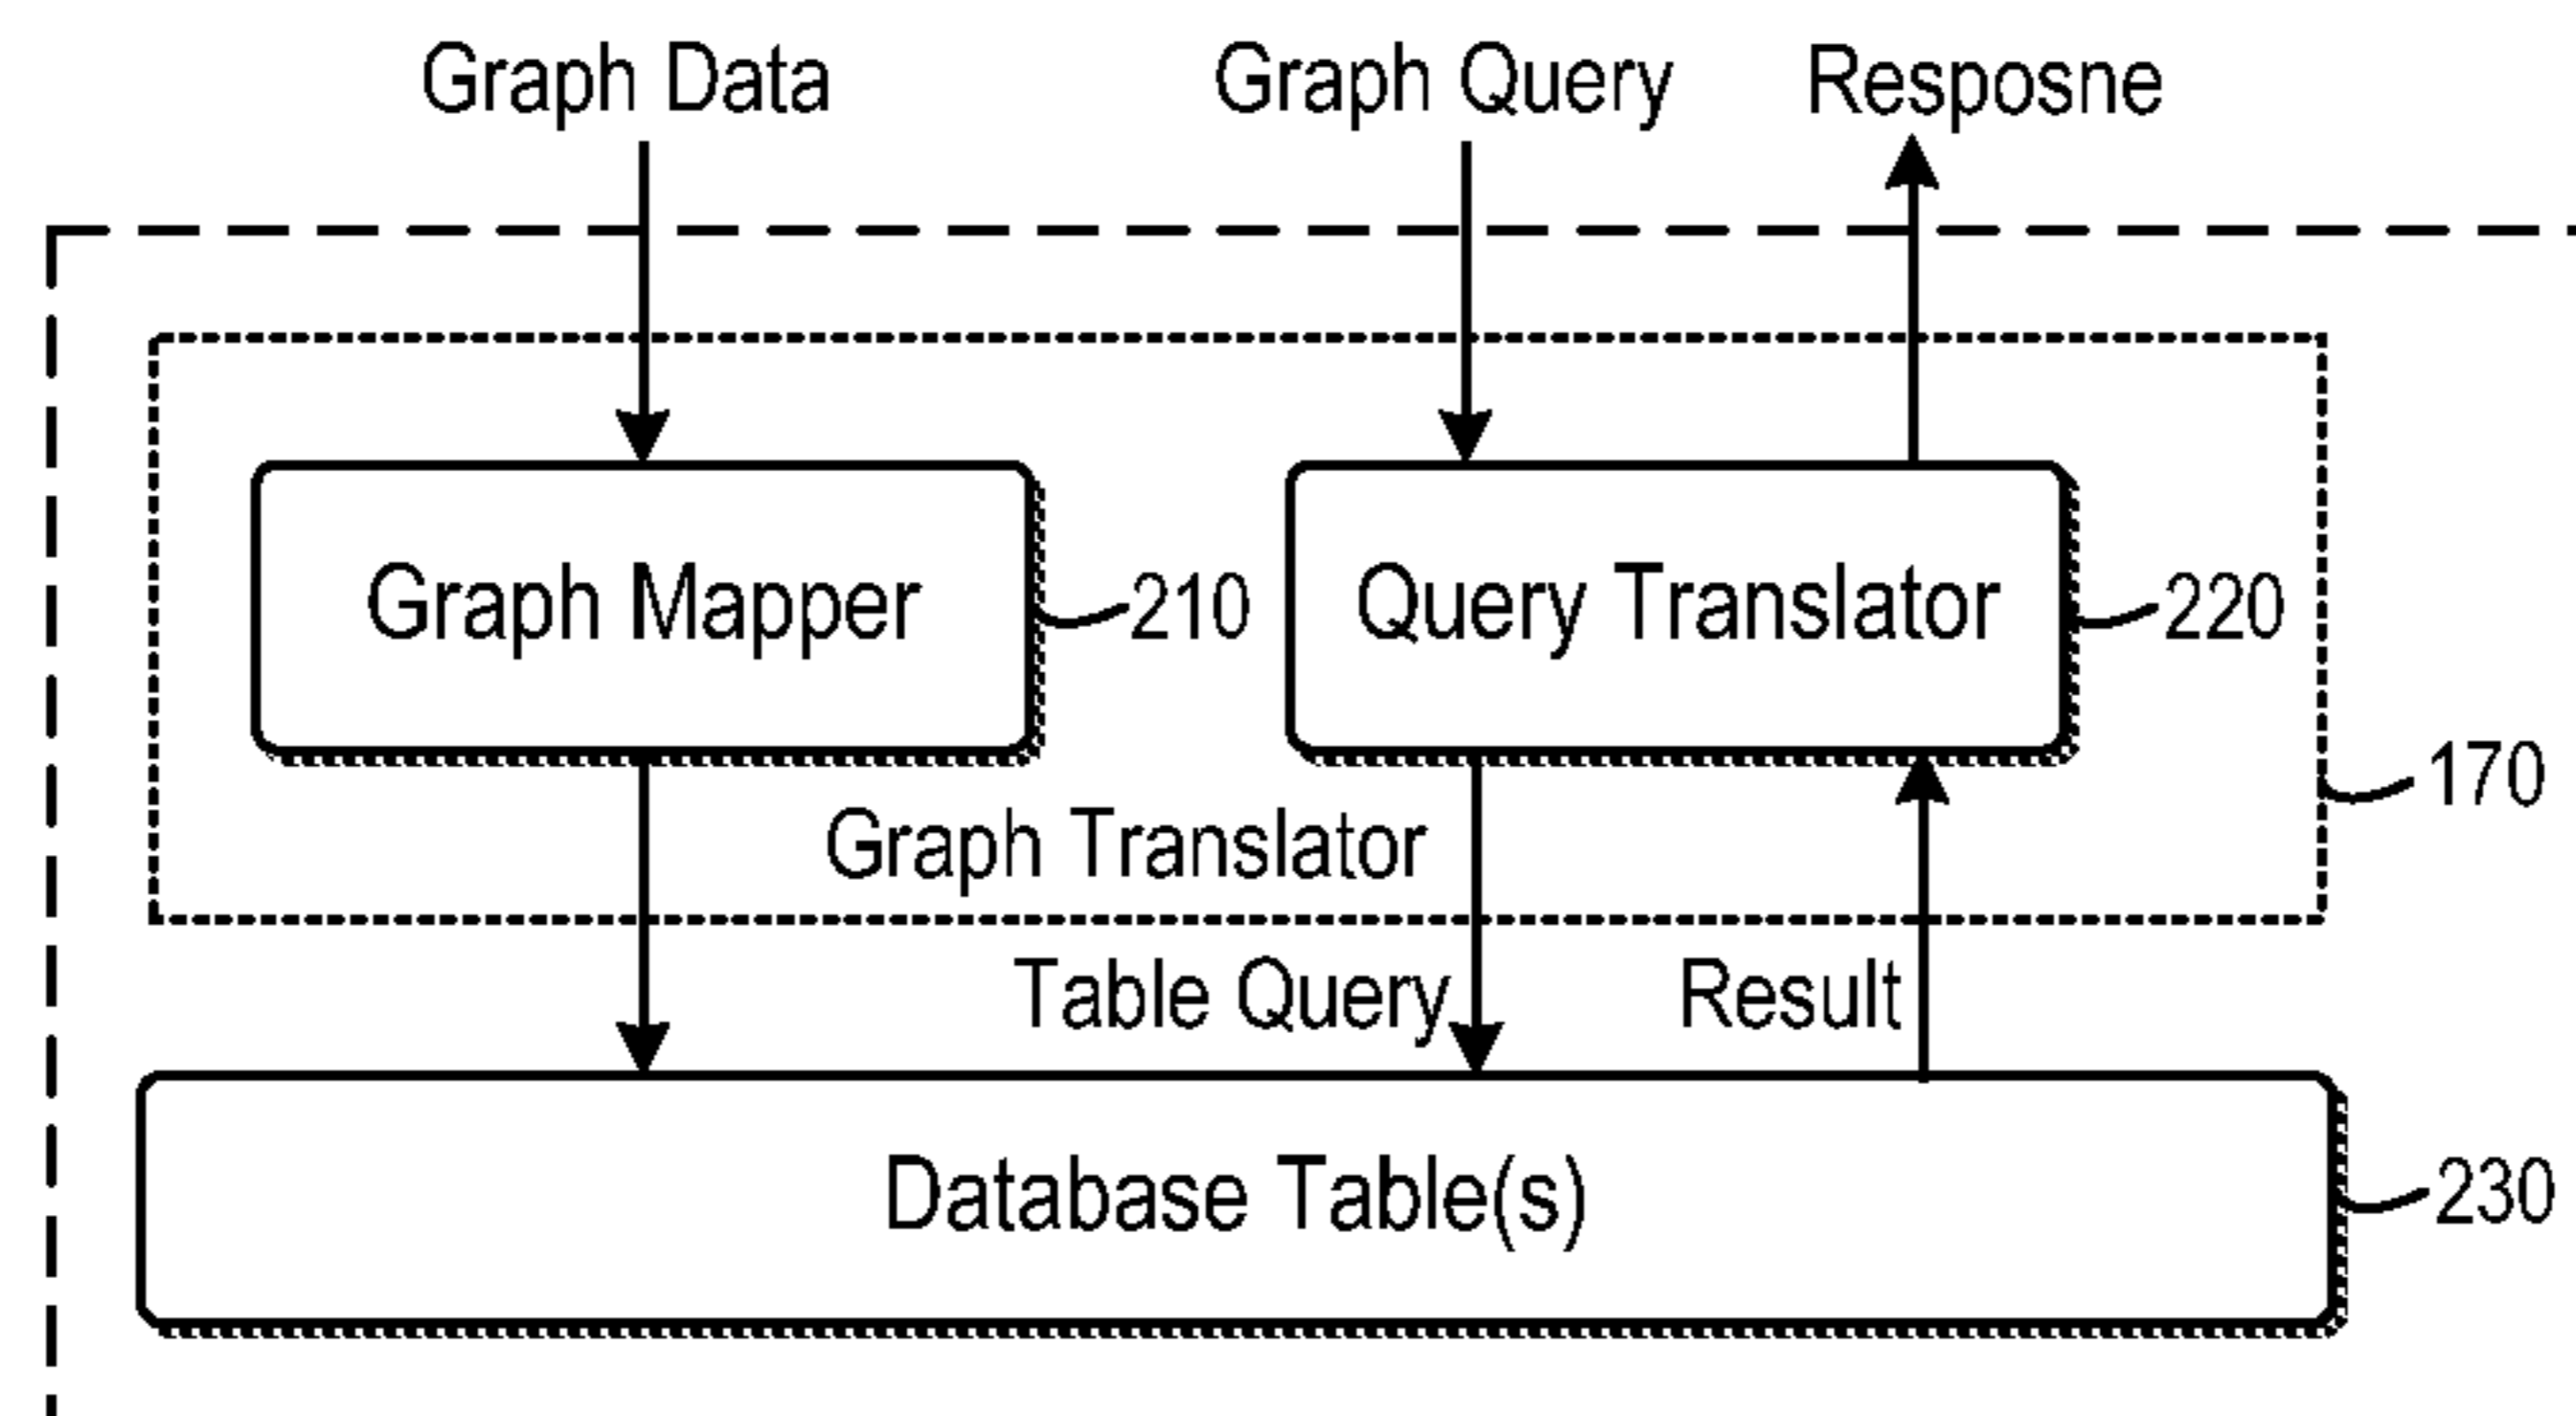 Graph Data
Graph Query
Resposne
Graph Mapper
210
Query Translator
220
170
Graph Translator
Table Query
Result
Database Table(s)
230